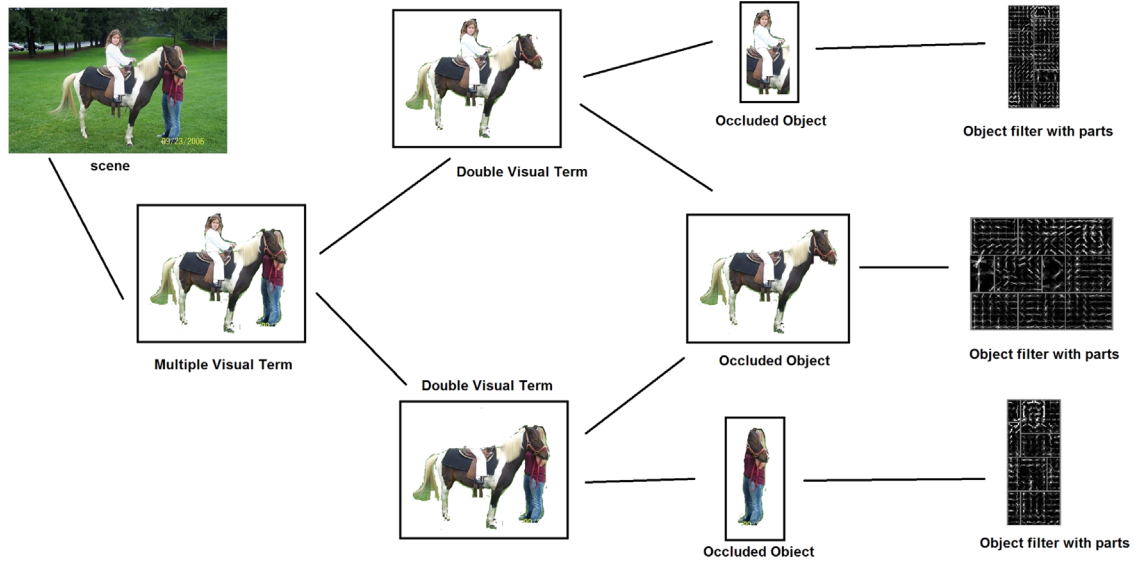 Occluded Object
Object filter with parts
scene
09/23/2006
Double Visual Term
Multiple Visual Term
Occluded Object
Object filter with parts
Double Visual Term
Occluded Object
Object filter with parts